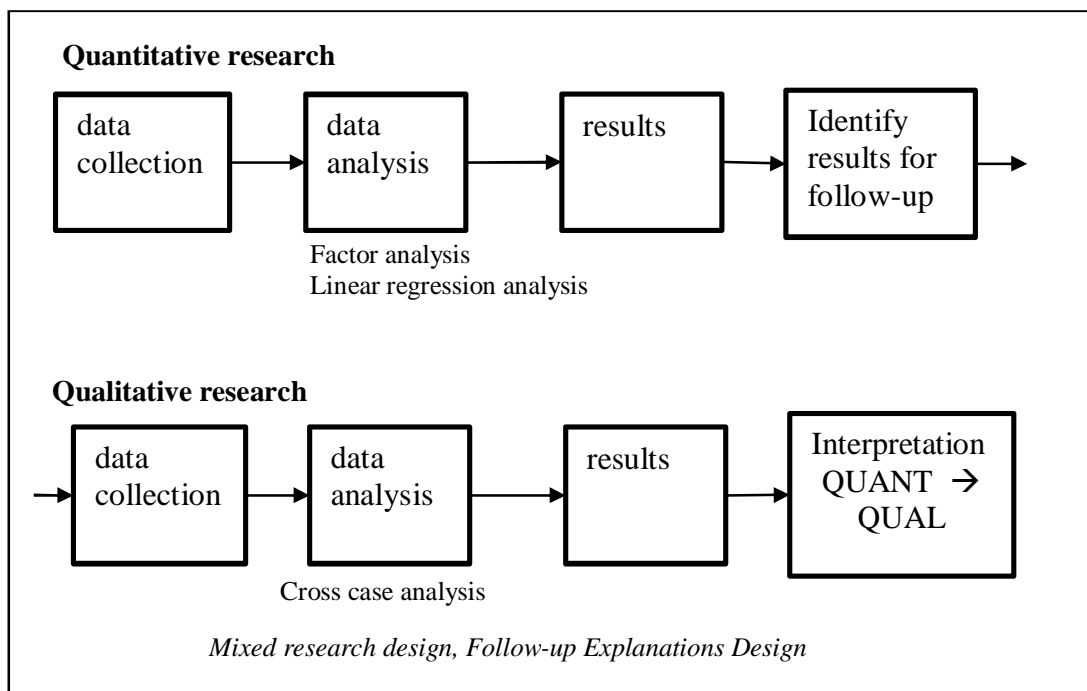 Quantitative research
data
collection
data
analysis
results
Identify
results for
follow-up
Factor analysis
Linear regression analysis
Qualitative research
data
collection
data
analysis
results
Interpretation
QUANT →
QUAL
Cross case analysis
Mixed research design, Follow-up Explanations Design